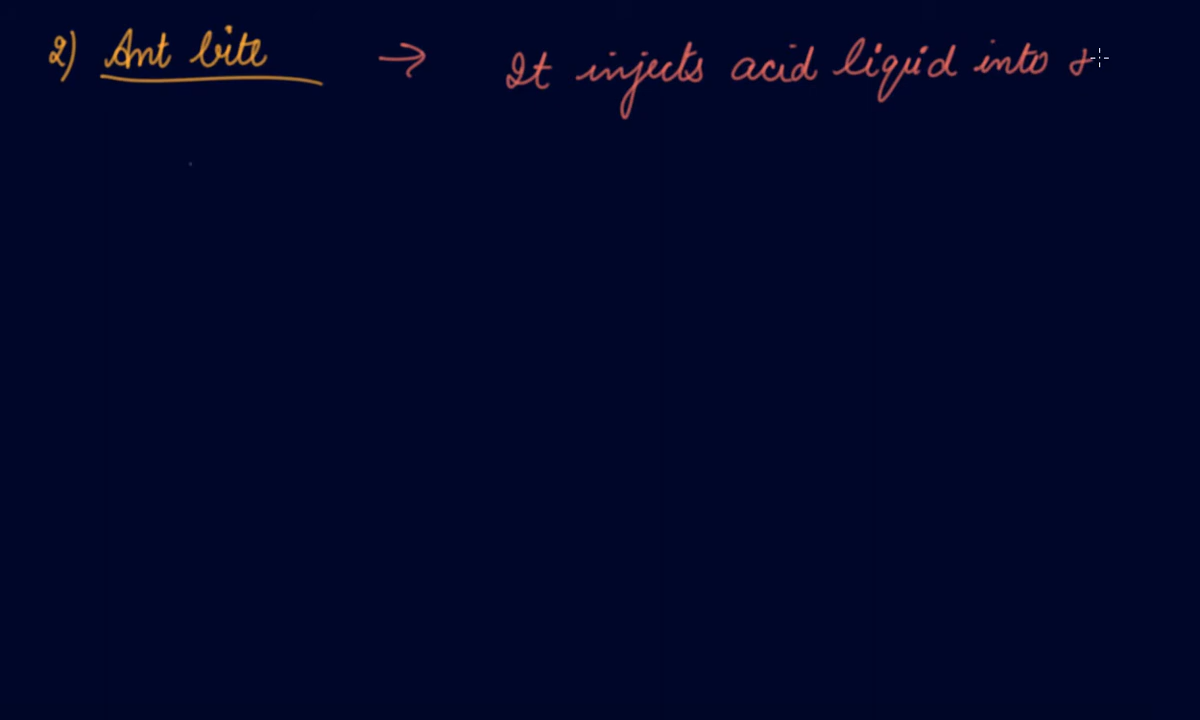 2) Ant bite → It injects acid liquid into